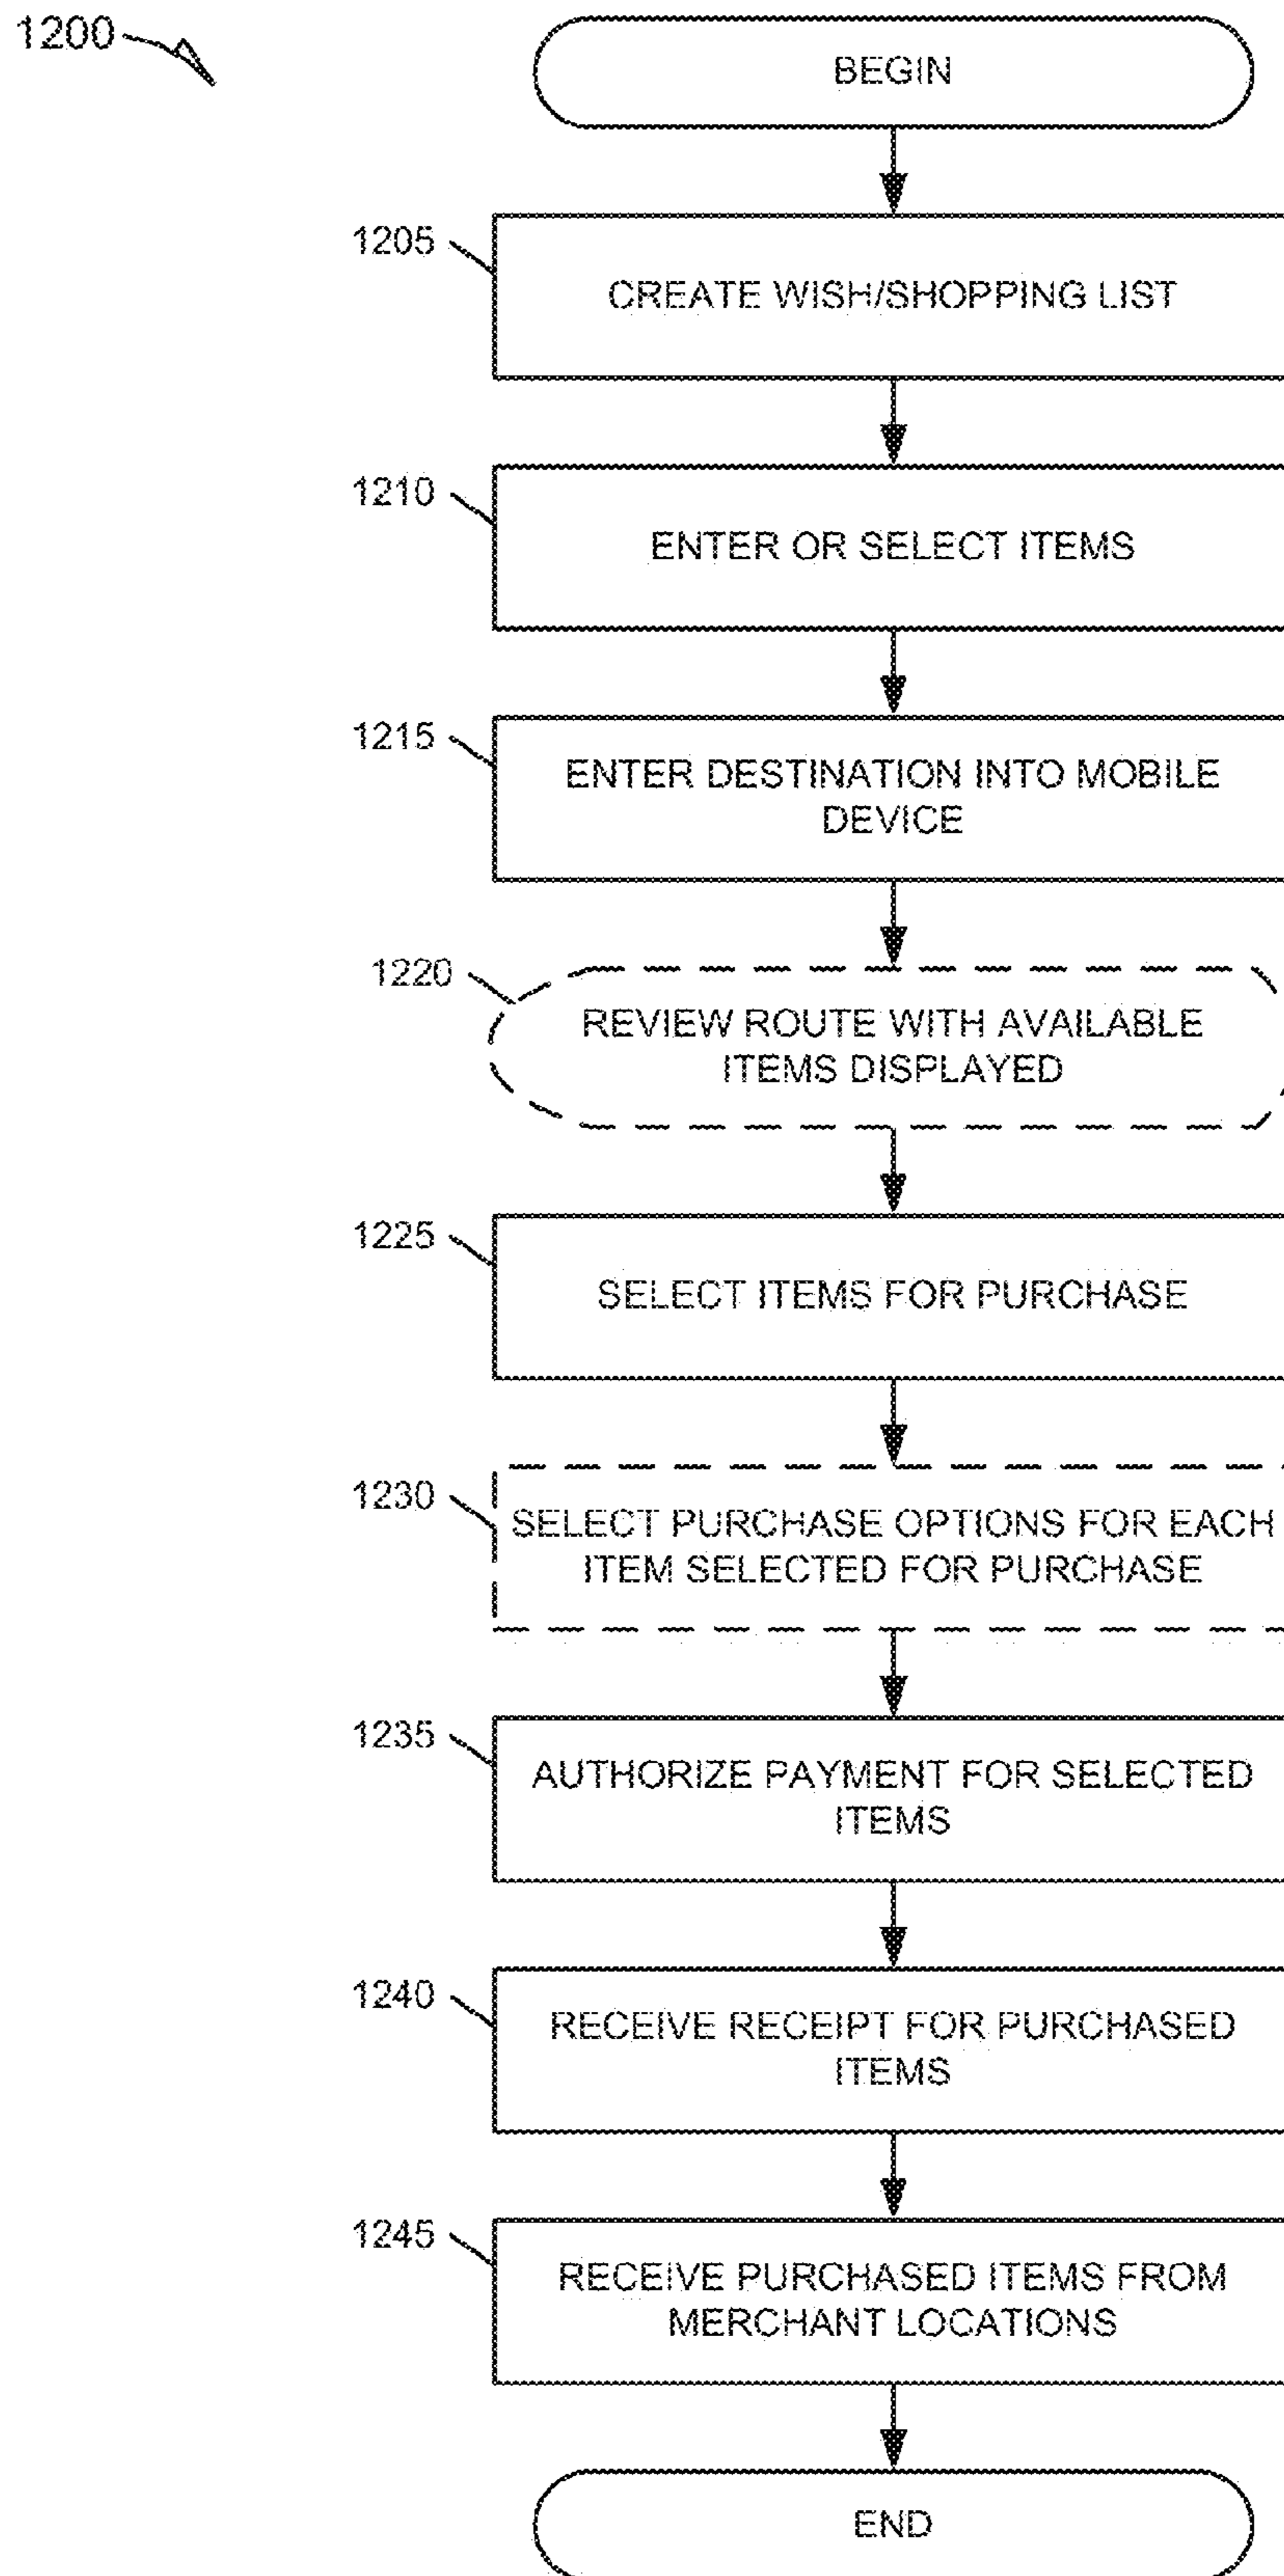 1200
BEGIN
1205
CREATE WISH/SHOPPING LIST
1210
ENTER OR SELECT ITEMS
1215
ENTER DESTINATION INTO MOBILE
DEVICE
1220
REVIEW ROUTE WITH AVAILABLE
ITEMS DISPLAYED
1225
SELECT ITEMS FOR PURCHASE
1230
SELECT PURCHASE OPTIONS FOR EACH
ITEM SELECTED FOR PURCHASE
1235
AUTHORIZE PAYMENT FOR SELECTED
ITEMS
1240
RECEIVE RECEIPT FOR PURCHASED
ITEMS
1245
RECEIVE PURCHASED ITEMS FROM
MERCHANT LOCATIONS
END